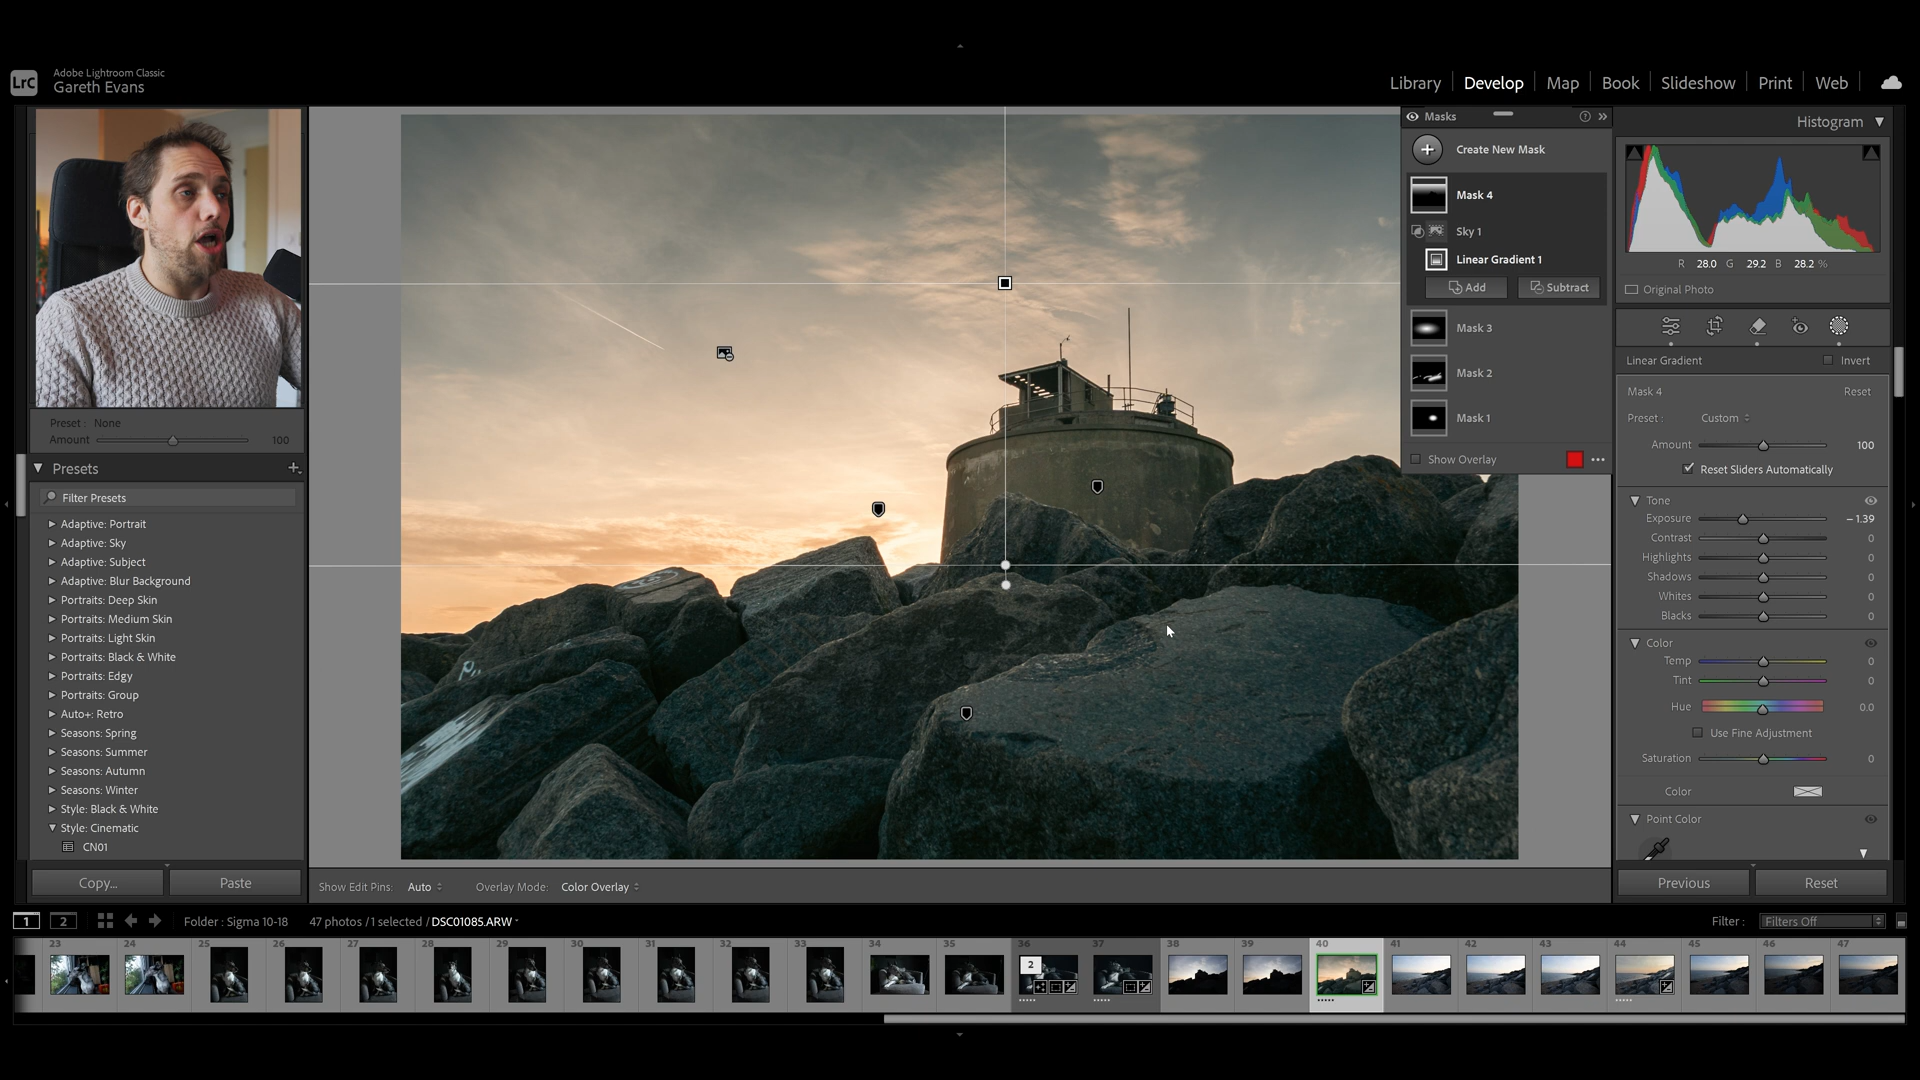 LrC
Adobe Lightroom Classic
Gareth Evans
Library
Develop
Map
Book
Slideshow
Print
Web
Preset : None
Amount 100
Presets
Filter Presets
Adaptive: Portrait
Adaptive: Sky
Adaptive: Subject
Adaptive: Blur Background
Portraits: Deep Skin
Portraits: Medium Skin
Portraits: Light Skin
Portraits: Black & White
Portraits: Edgy
Portraits: Group
Auto+: Retro
Seasons: Spring
Seasons: Summer
Seasons: Autumn
Seasons: Winter
Style: Black & White
Style: Cinematic
CN01
Copy...
Paste
Masks
Create New Mask
Mask 4
Sky 1
Linear Gradient 1
Add
Subtract
Mask 3
Mask 2
Mask 1
Show Overlay
Histogram
R 28.0 G 29.2 B 28.2 %
Original Photo
Linear Gradient
Invert
Mask 4
Reset
Preset : Custom
Amount 100
Reset Sliders Automatically
Tone
Exposure – 1.39
Contrast 0
Highlights 0
Shadows 0
Whites 0
Blacks 0
Color
Temp 0
Tint 0
Hue 0.0
Use Fine Adjustment
Saturation 0
Color
Point Color
Previous
Reset
Show Edit Pins: Auto
Overlay Mode: Color Overlay
1
2
Folder : Sigma 10-18
47 photos / 1 selected / DSC01085.ARW
Filter : Filters Off
23 24 25 26 27 28 29 30 31 32 33 34 35 36 37 38 39 40 41 42 43 44 45 46 47
2